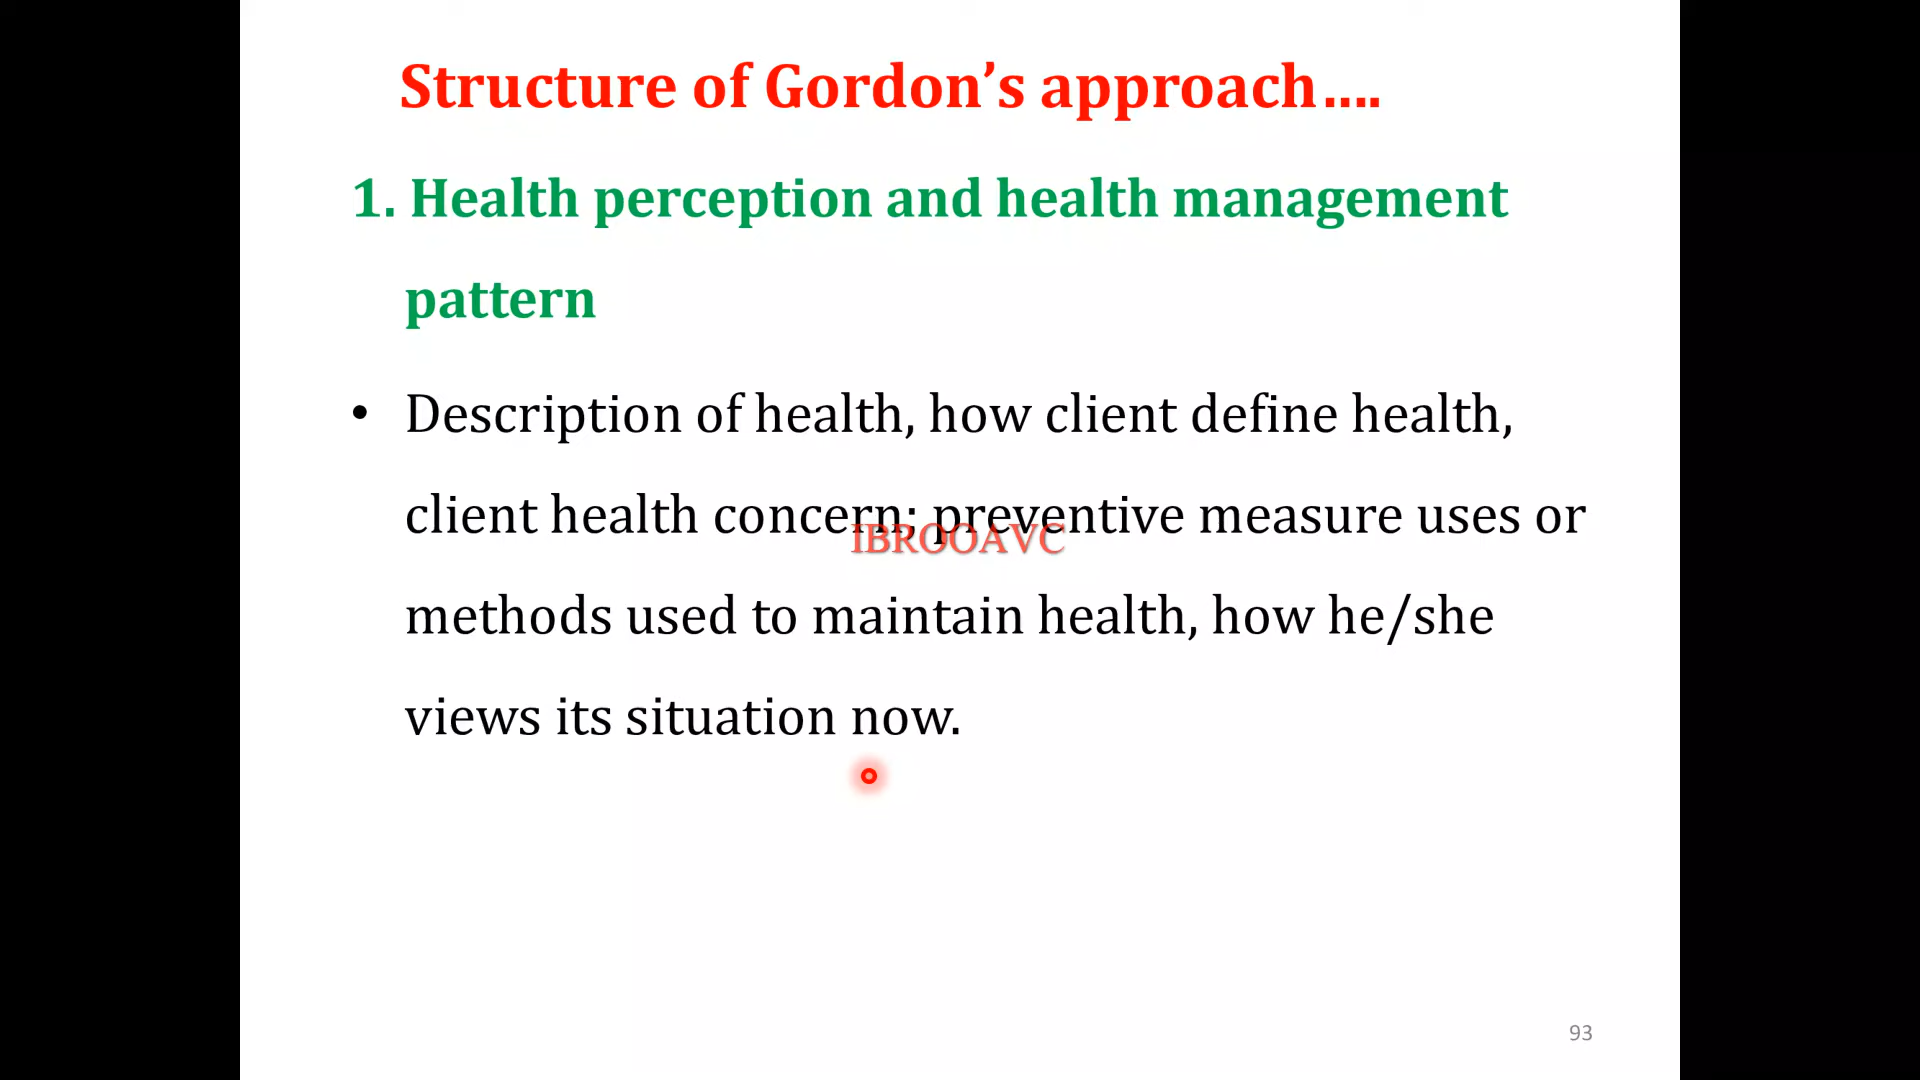 Structure of Gordon’s approach….
1. Health perception and health management
pattern
• Description of health, how client define health,
client health concern; preventive measure uses or
IBROOAVC
methods used to maintain health, how he/she
views its situation now.
93